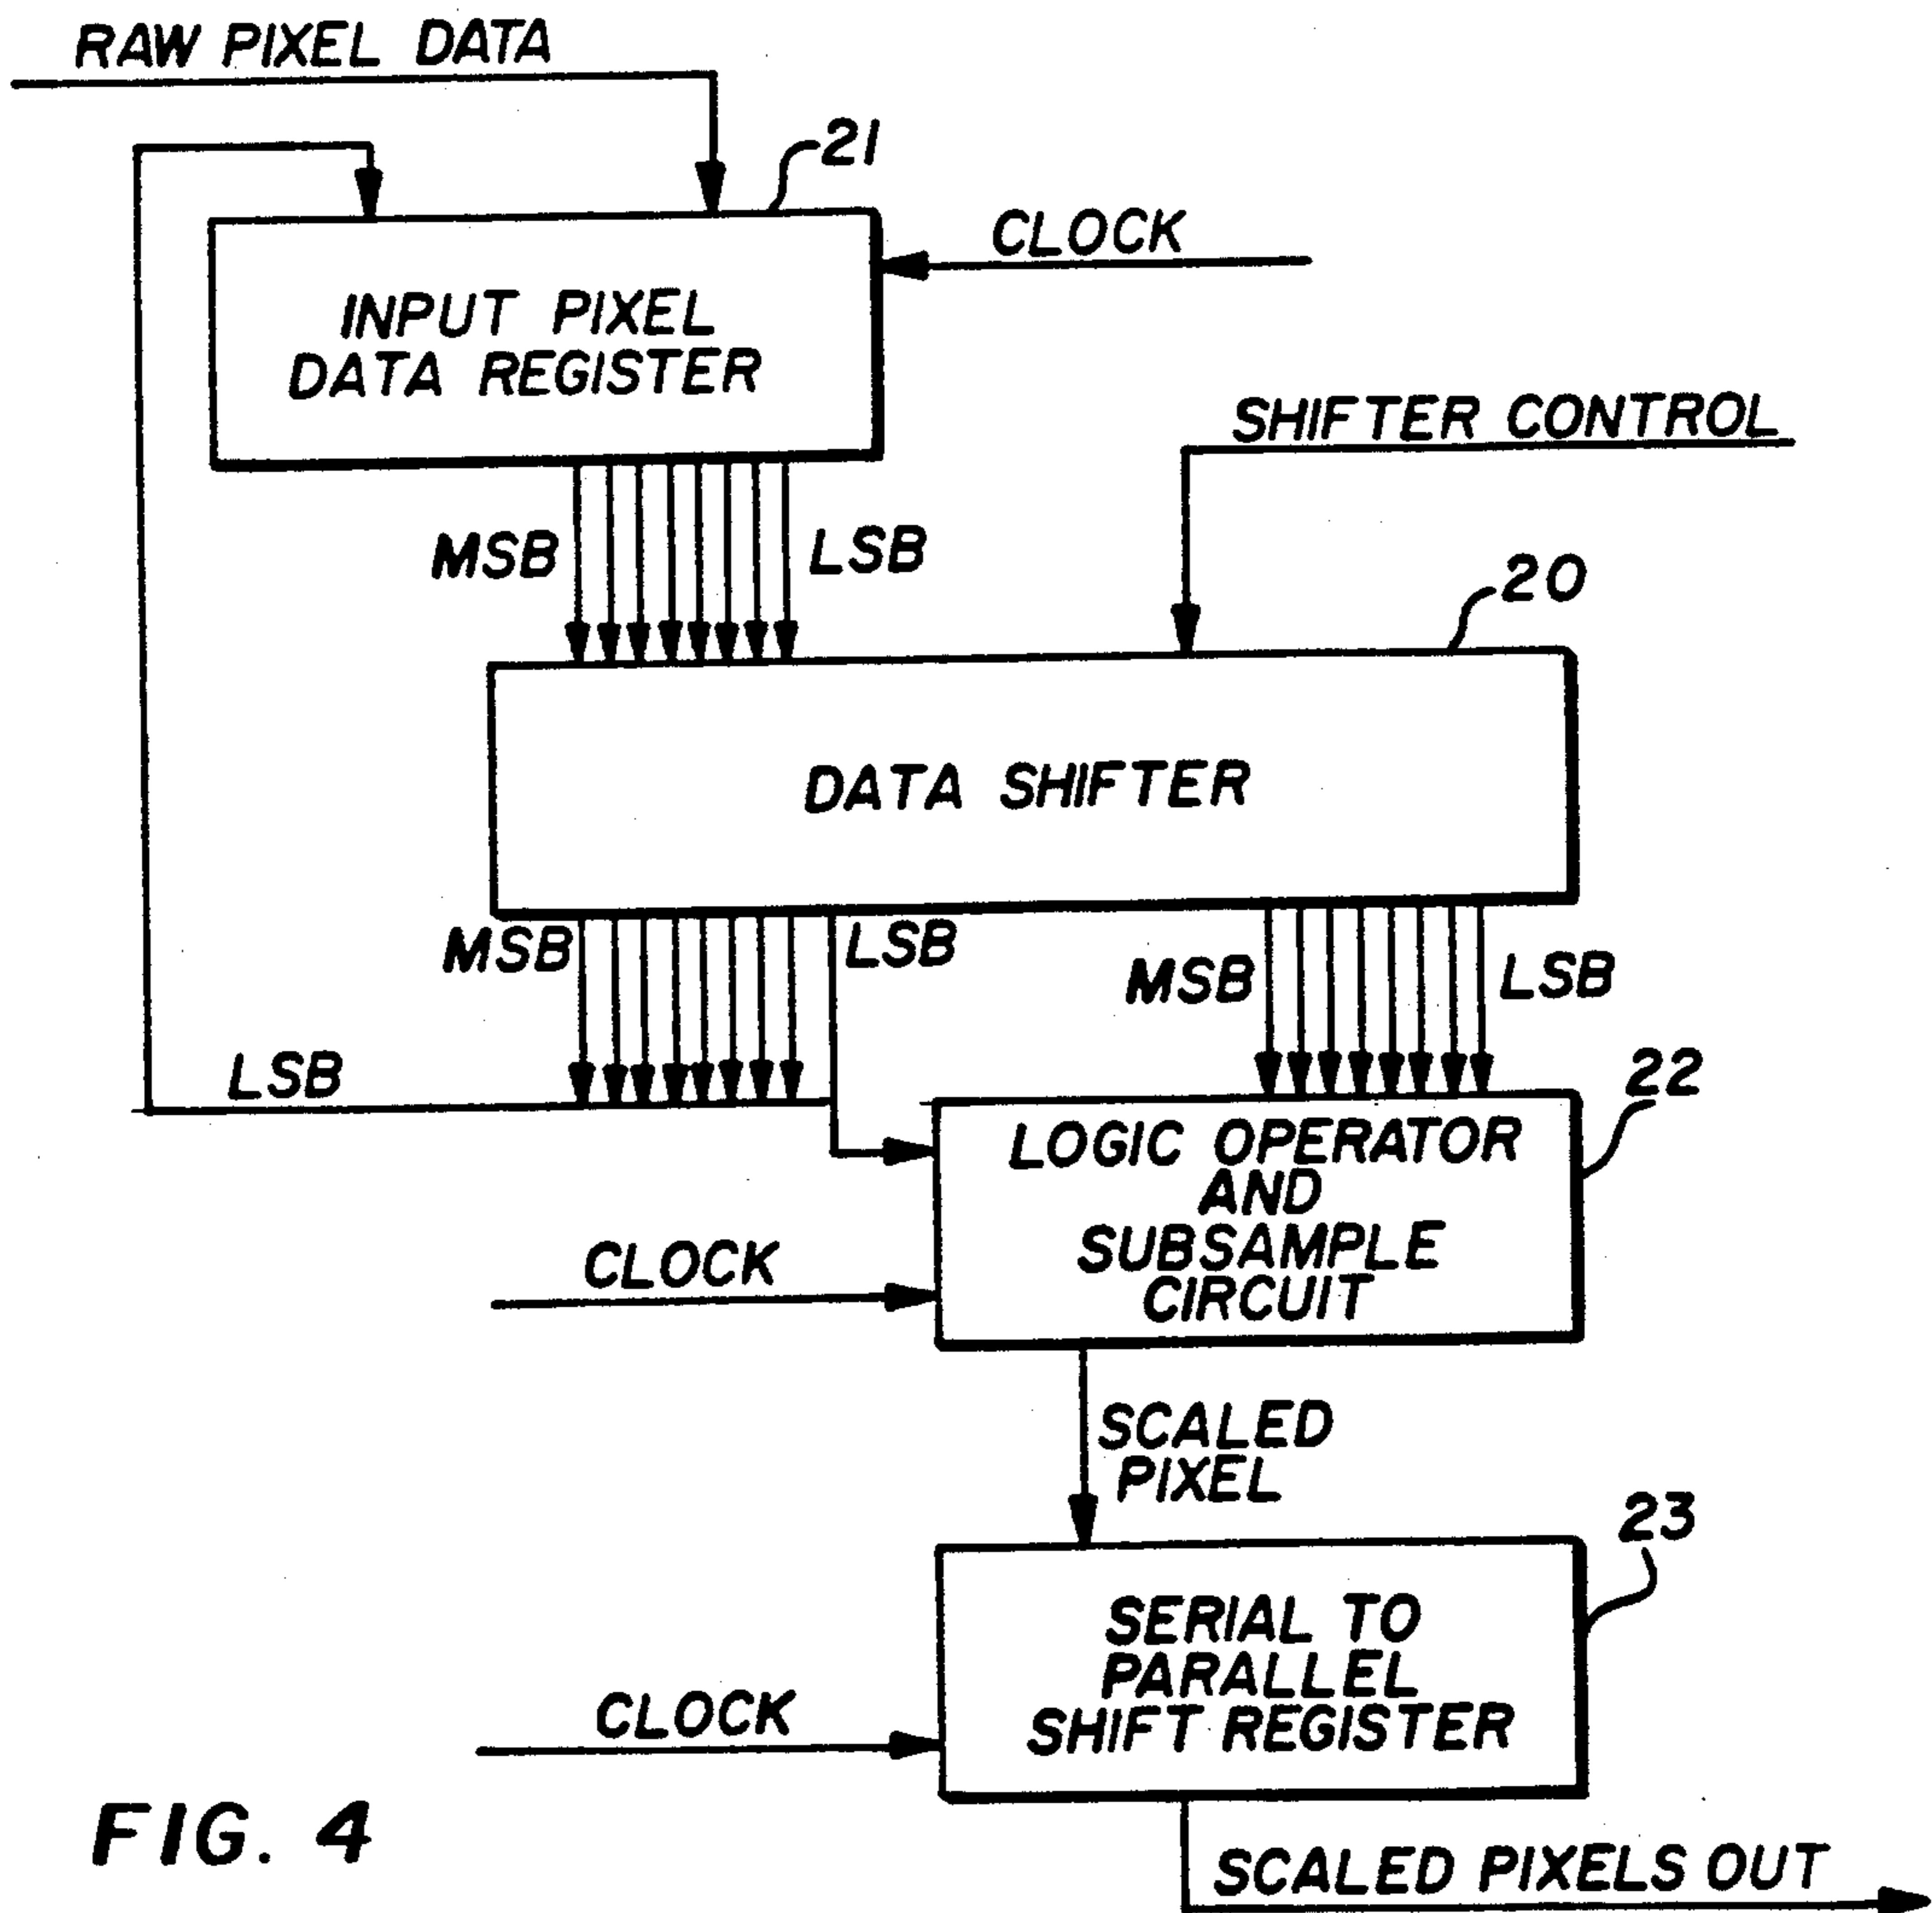 RAW PIXEL DATA
21
CLOCK
INPUT PIXEL
DATA REGISTER
SHIFTER CONTROL
MSB
LSB
20
DATA SHIFTER
MSB
LSB
MSB
LSB
LSB
22
LOGIC OPERATOR
AND
SUBSAMPLE
CIRCUIT
CLOCK
SCALED
PIXEL
23
SERIAL TO
PARALLEL
SHIFT REGISTER
CLOCK
FIG. 4
SCALED PIXELS OUT